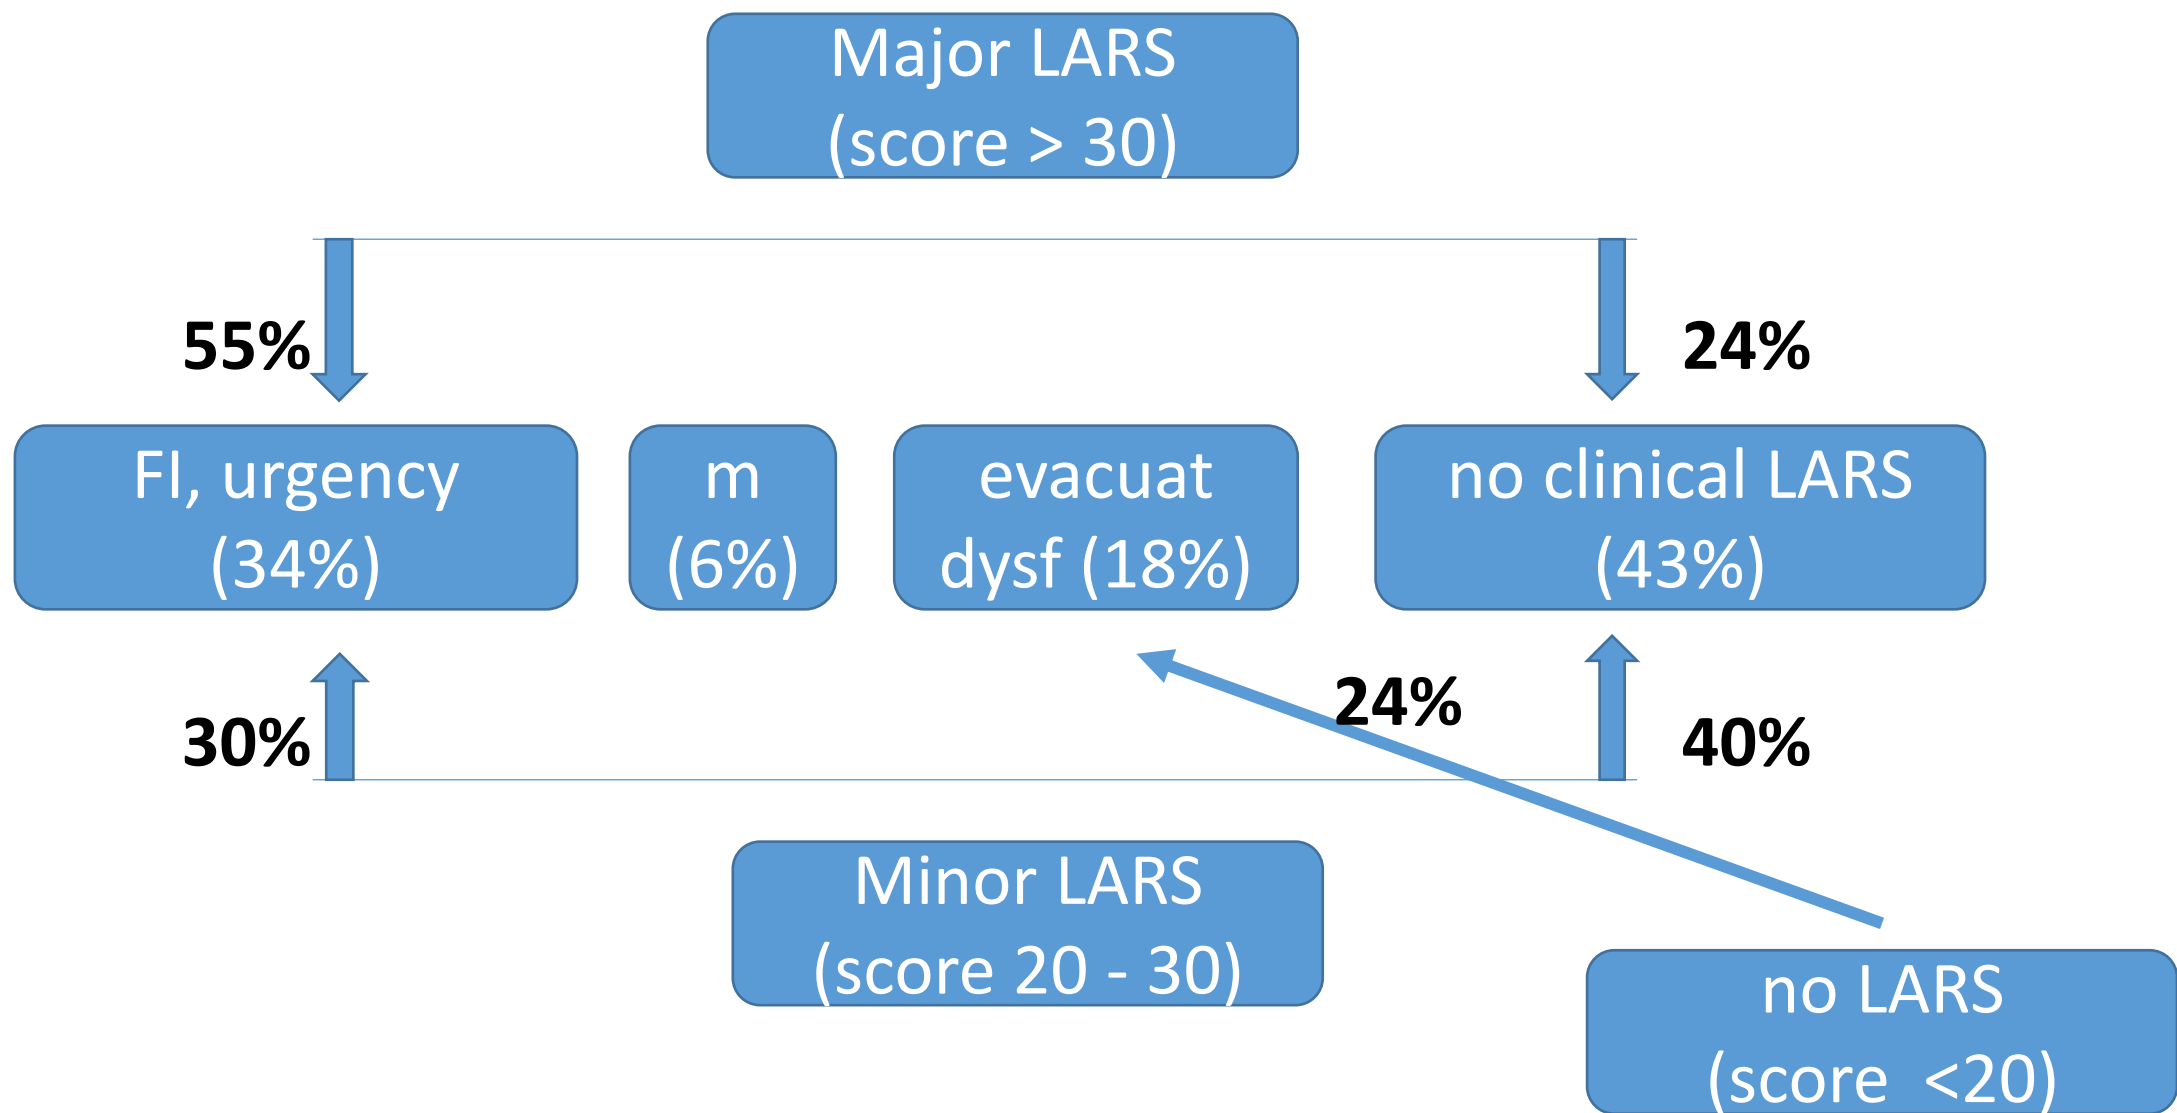 Major LARS
(score > 30)
55%
24%
FI, urgency
(34%)
m
(6%)
evacuat
dysf (18%)
no clinical LARS
(43%)
30%
24%
40%
Minor LARS
(score 20 - 30)
no LARS
(score  <20)